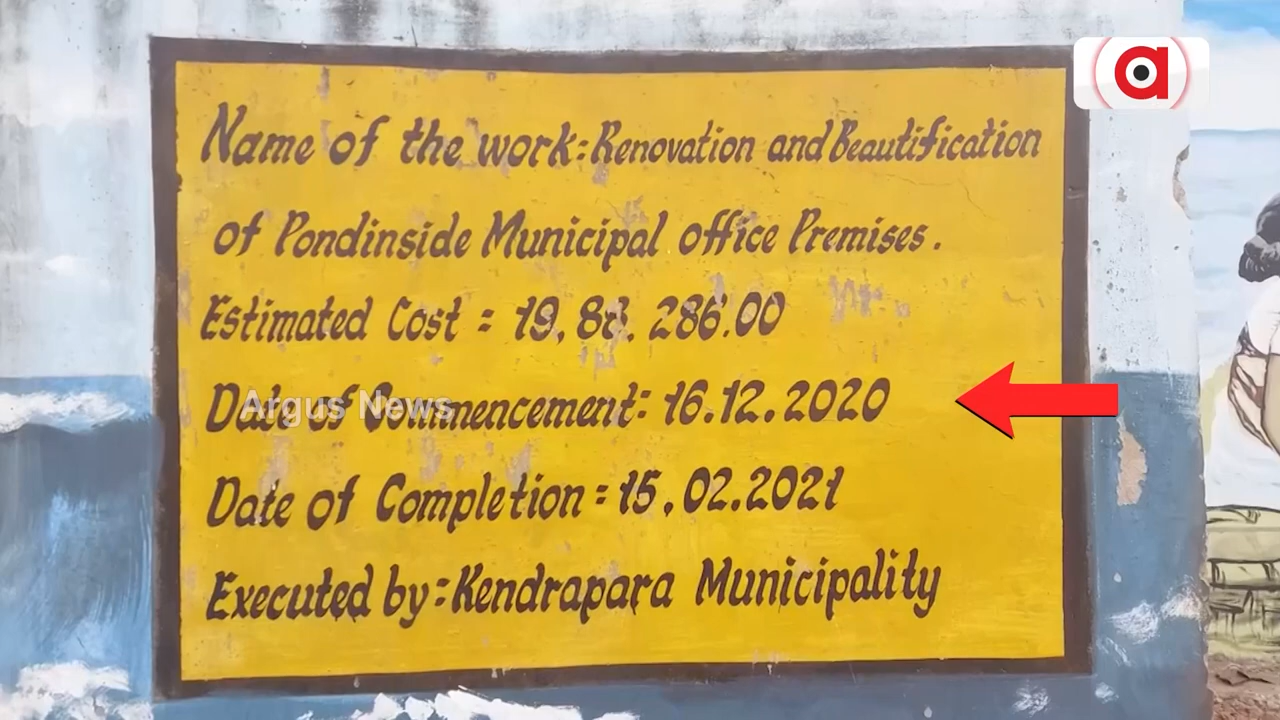 Name of the work:Renovation and Beautification
of Pondinside Municipal office Premises.
Estimated Cost = 19, 88, 286.00
Date of Commencement: 16.12.2020
Argus News
Date of Completion = 15, 02.2021
Executed by:Kendrapara Municipality
a